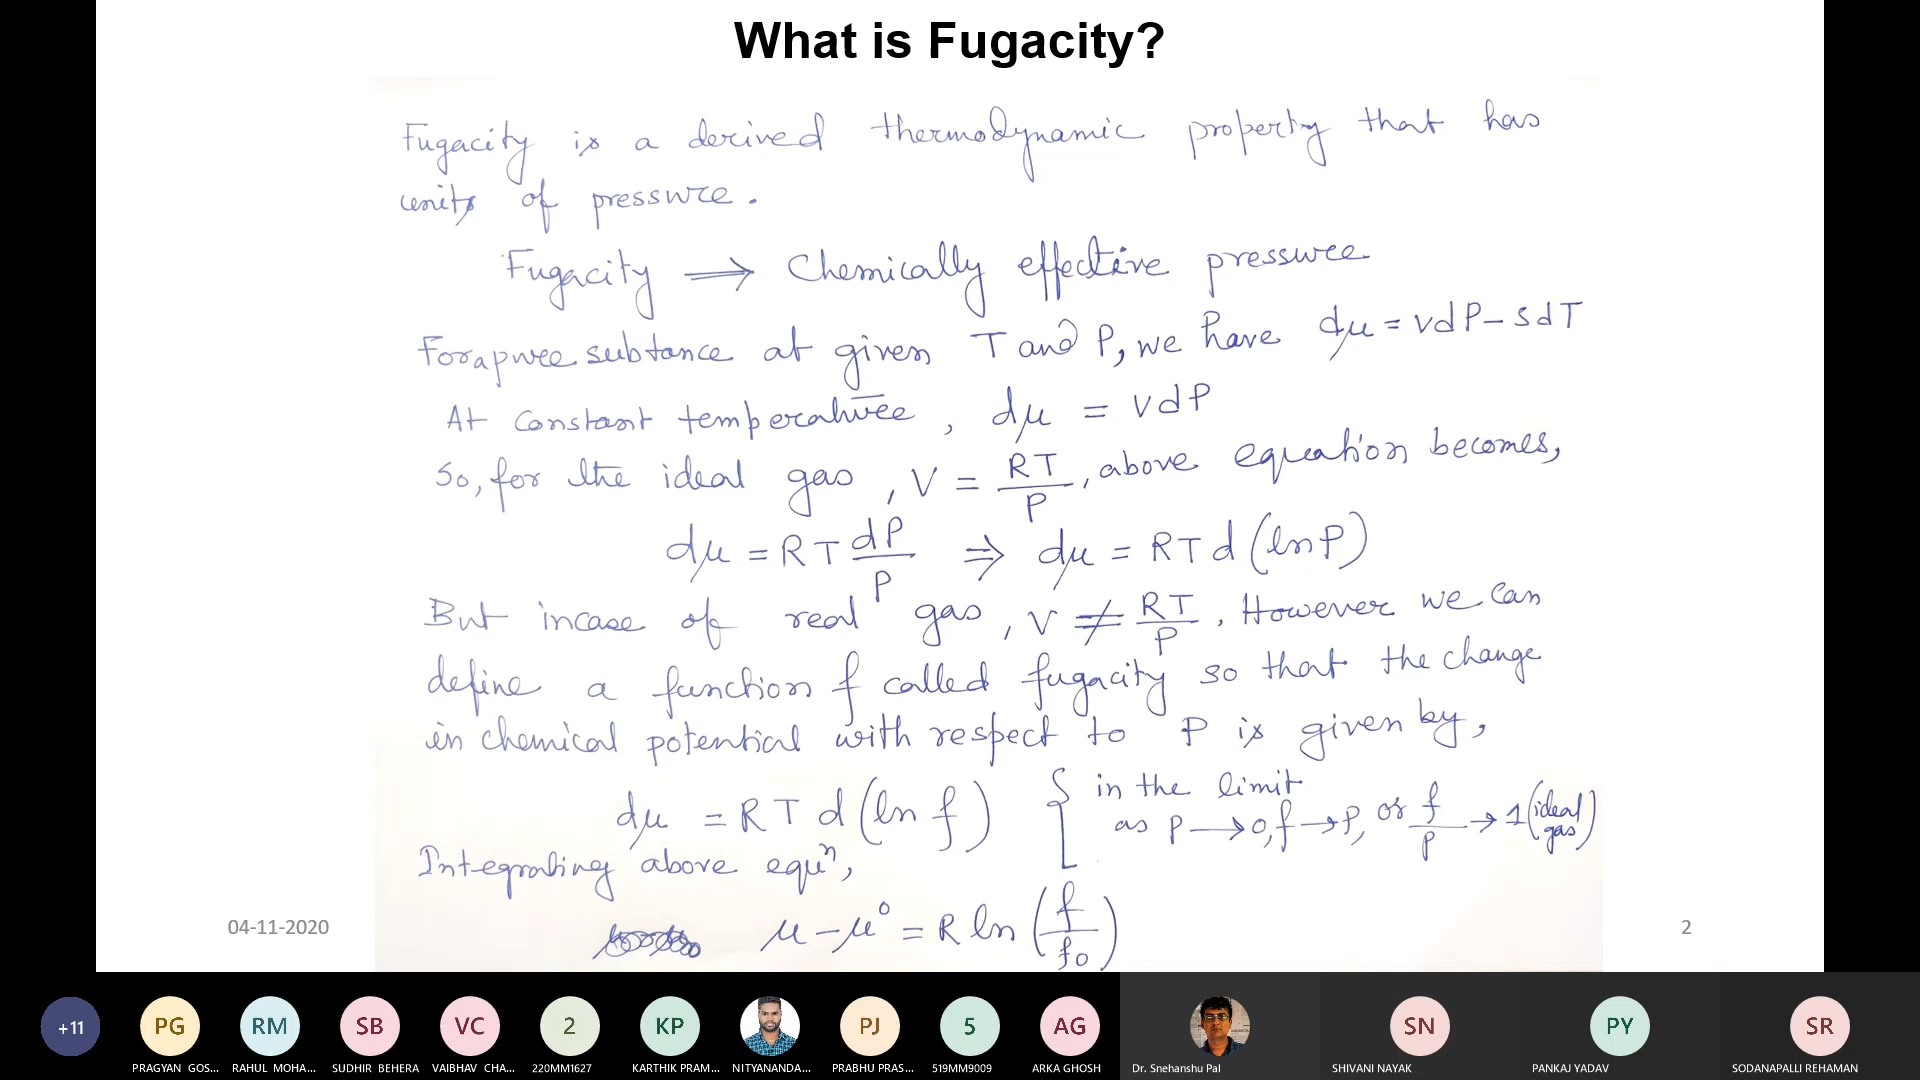 What is Fugacity?
Fugacity is a derived thermodynamic property that has
units of pressure.
Fugacity ⟹ Chemically effective pressure
For a pure subtance at given T and P, we have dμ = vdP - sdT
At constant temperature, dμ = vdP
So, for the ideal gas, V = RT/P, above equation becomes,
dμ = RT dP/P ⇒ dμ = RT d(ln P)
But incase of real gas, V ≠ RT/P. However we can
define a function f called fugacity so that the change
in chemical potential with respect to P is given by,
dμ = RT d(ln f) { in the limit
as P → 0, f → P, or f/P → 1 (ideal gas)
Integrating above equⁿ,
μ - μ° = R ln (f/f₀)
04-11-2020
2
+11
PG RM SB VC 2 KP PJ 5 AG SN PY SR
PRAGYAN GOS... RAHUL MOHA... SUDHIR BEHERA VAIBHAV CHA... 220MM1627 KARTHIK PRAM... NITYANANDA... PRABHU PRAS... 519MM9009 ARKA GHOSH Dr. Snehanshu Pal SHIVANI NAYAK PANKAJ YADAV SODANAPALLI REHAMAN